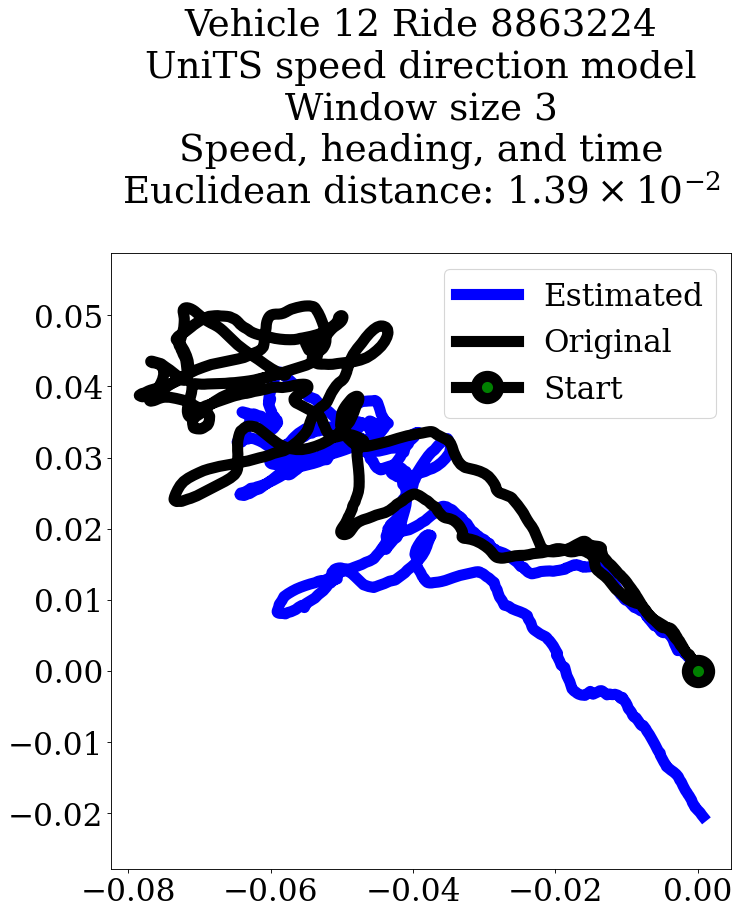 Vehicle 12 Ride 8863224
UniTS speed direction model
Window size 3
Speed, heading, and time
Euclidean distance: 1.39 × 10⁻²
Estimated
Original
Start
0.05
0.04
0.03
0.02
0.01
0.00
−0.01
−0.02
−0.08 −0.06 −0.04 −0.02 0.00